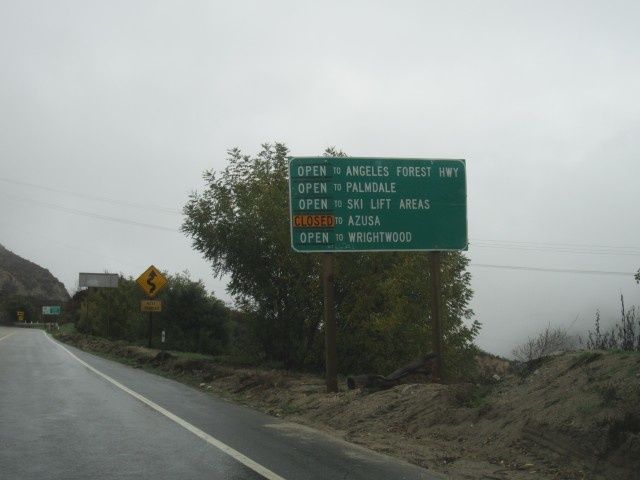 OPEN TO ANGELES FOREST HWY
OPEN TO PALMDALE
OPEN TO SKI LIFT AREAS
CLOSED TO AZUSA
OPEN TO WRIGHTWOOD